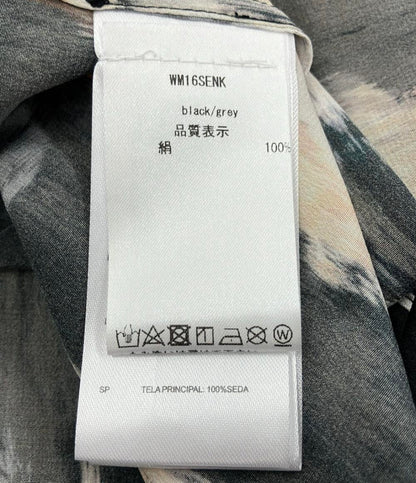 WM16SENK
black/grey
品質表示
絹 100%
SP TELA PRINCIPAL: 100%SEDA